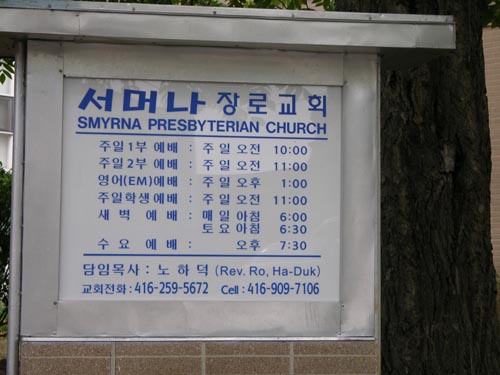 서머나 장로교회
SMYRNA PRESBYTERIAN CHURCH
주일1부 예배 : 주일 오전 10:00
주일2부 예배 : 주일 오전 11:00
영어(EM)예배 : 주일 오후 1:00
주일학생예배 : 주일 오전 11:00
새벽 예배 : 매일 아침 6:00
토요 아침 6:30
수요 예배 : 오후 7:30
담임목사 : 노하덕 (Rev. Ro, Ha-Duk)
교회전화 : 416-259-5672 Cell : 416-909-7106